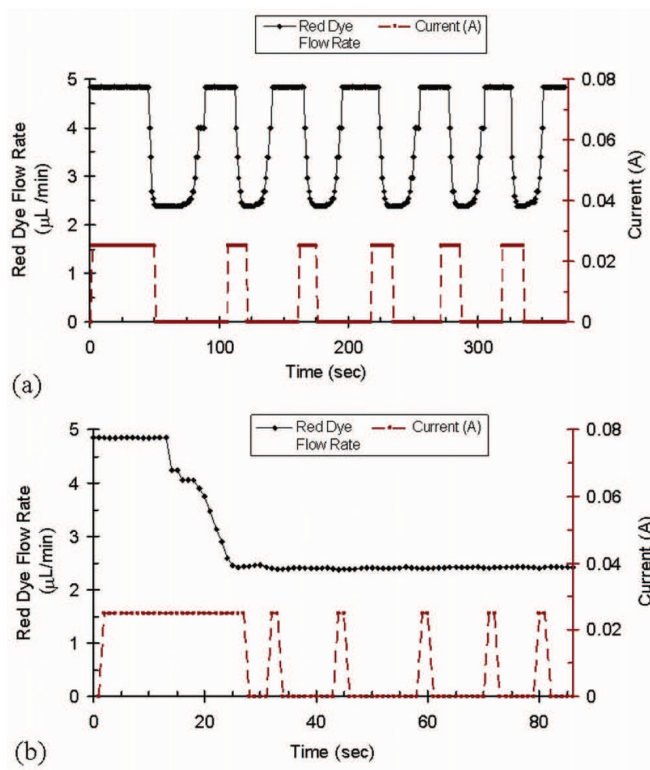 Red Dye
Flow Rate
Current (A)
5
4
3
2
1
0
Red Dye Flow Rate
(µL /min)
0.08
0.06
0.04
0.02
0
Current (A)
0
100
200
300
Time (sec)
(a)
Red Dye
Flow Rate
Current (A)
5
4
3
2
1
0
Red Dye Flow Rate
(µL/min)
0.08
0.06
0.04
0.02
0
Current (A)
0
20
40
60
80
Time (sec)
(b)